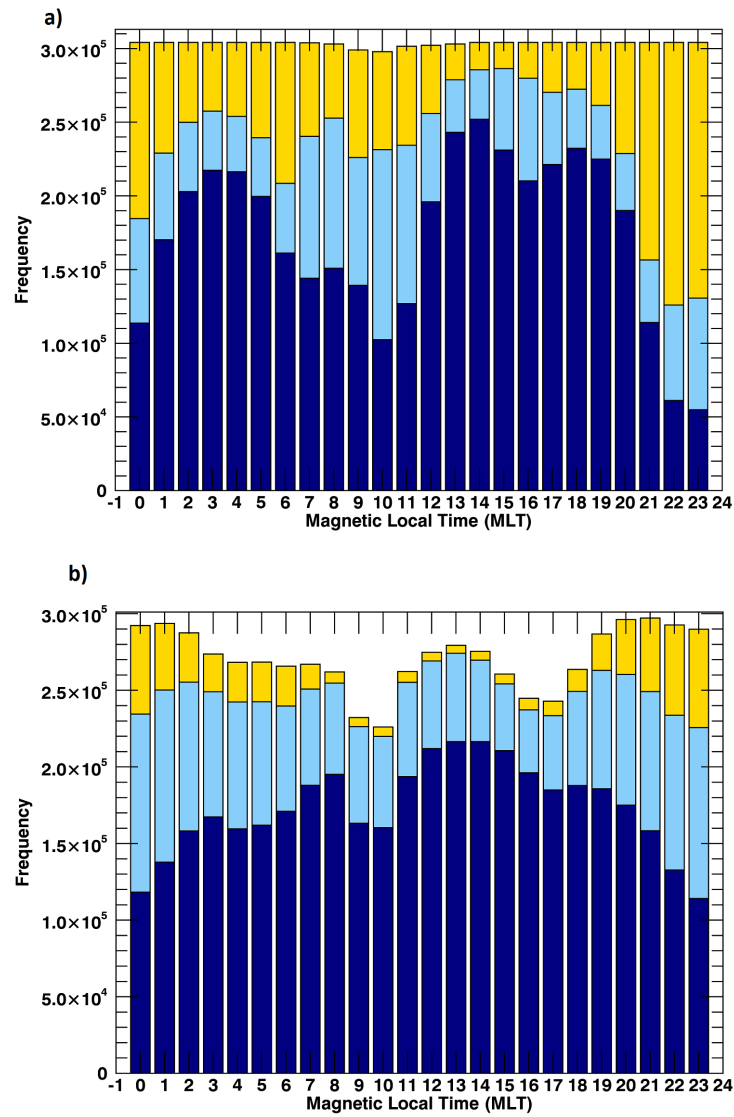 a)
3.0×10⁵
2.5×10⁵
2.0×10⁵
1.5×10⁵
1.0×10⁵
5.0×10⁴
0
Frequency
-1 0 1 2 3 4 5 6 7 8 9 10 11 12 13 14 15 16 17 18 19 20 21 22 23 24
Magnetic Local Time (MLT)
b)
3.0×10⁵
2.5×10⁵
2.0×10⁵
1.5×10⁵
1.0×10⁵
5.0×10⁴
0
Frequency
-1 0 1 2 3 4 5 6 7 8 9 10 11 12 13 14 15 16 17 18 19 20 21 22 23 24
Magnetic Local Time (MLT)